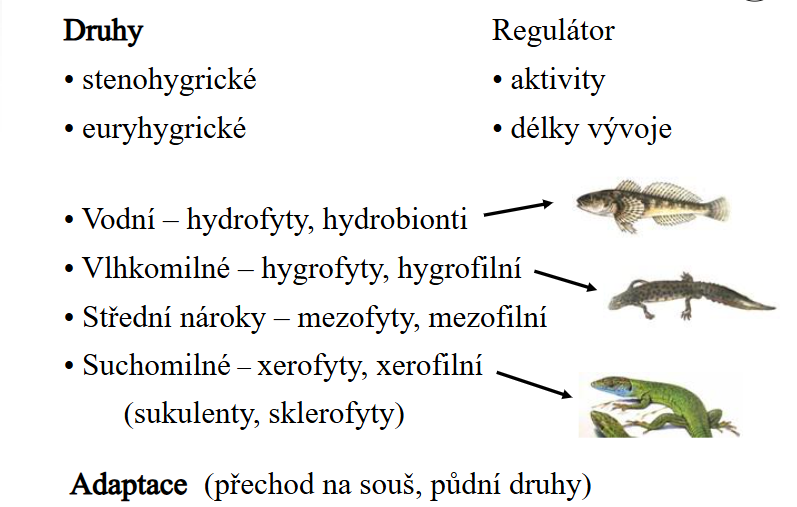 Druhy
• stenohygrické
• euryhygrické
Regulátor
• aktivity
• délky vývoje
• Vodní – hydrofyty, hydrobionti
• Vlhkomilné – hygrofyty, hygrofilní
• Střední nároky – mezofyty, mezofilní
• Suchomilné – xerofyty, xerofilní
(sukulenty, sklerofyty)
Adaptace (přechod na souš, půdní druhy)